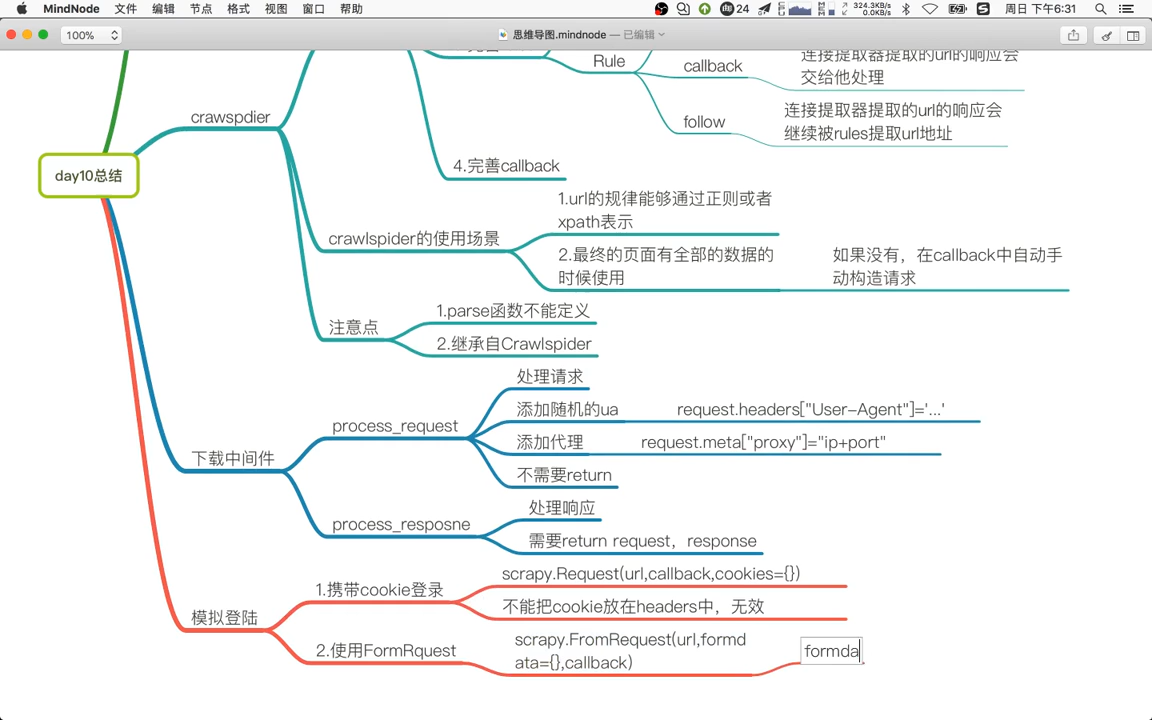 MindNode 文件 编辑 节点 格式 视图 窗口 帮助
24
324.3KB/s
0.0KB/s
周日 下午6:31
100%
思维导图.mindnode — 已编辑
Rule
callback
连接提取器提取的url的响应会
交给他处理
follow
连接提取器提取的url的响应会
继续被rules提取url地址
crawspdier
day10总结
4.完善callback
crawlspider的使用场景
1.url的规律能够通过正则或者
xpath表示
2.最终的页面有全部的数据的
时候使用
如果没有，在callback中自动手
动构造请求
注意点
1.parse函数不能定义
2.继承自Crawlspider
下载中间件
process_request
处理请求
添加随机的ua
request.headers["User-Agent"]='...'
添加代理
request.meta["proxy"]="ip+port"
不需要return
process_resposne
处理响应
需要return request，response
模拟登陆
1.携带cookie登录
scrapy.Request(url,callback,cookies={})
不能把cookie放在headers中，无效
2.使用FormRquest
scrapy.FromRequest(url,formd
ata={},callback)
formda